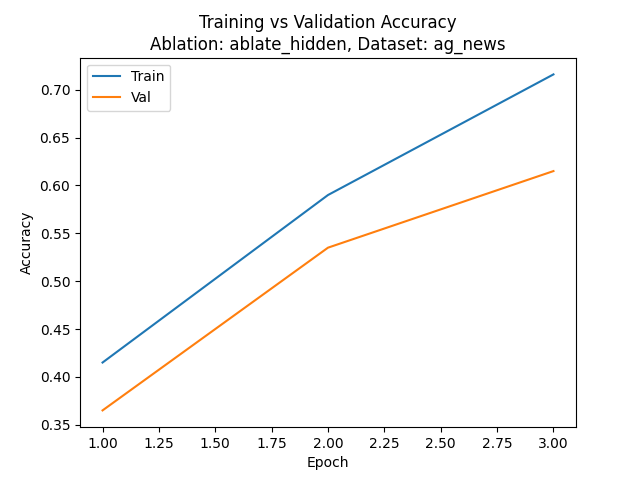 Training vs Validation Accuracy
Ablation: ablate_hidden, Dataset: ag_news
Train
Val
0.70
0.65
0.60
0.55
0.50
0.45
0.40
0.35
Accuracy
1.00 1.25 1.50 1.75 2.00 2.25 2.50 2.75 3.00
Epoch